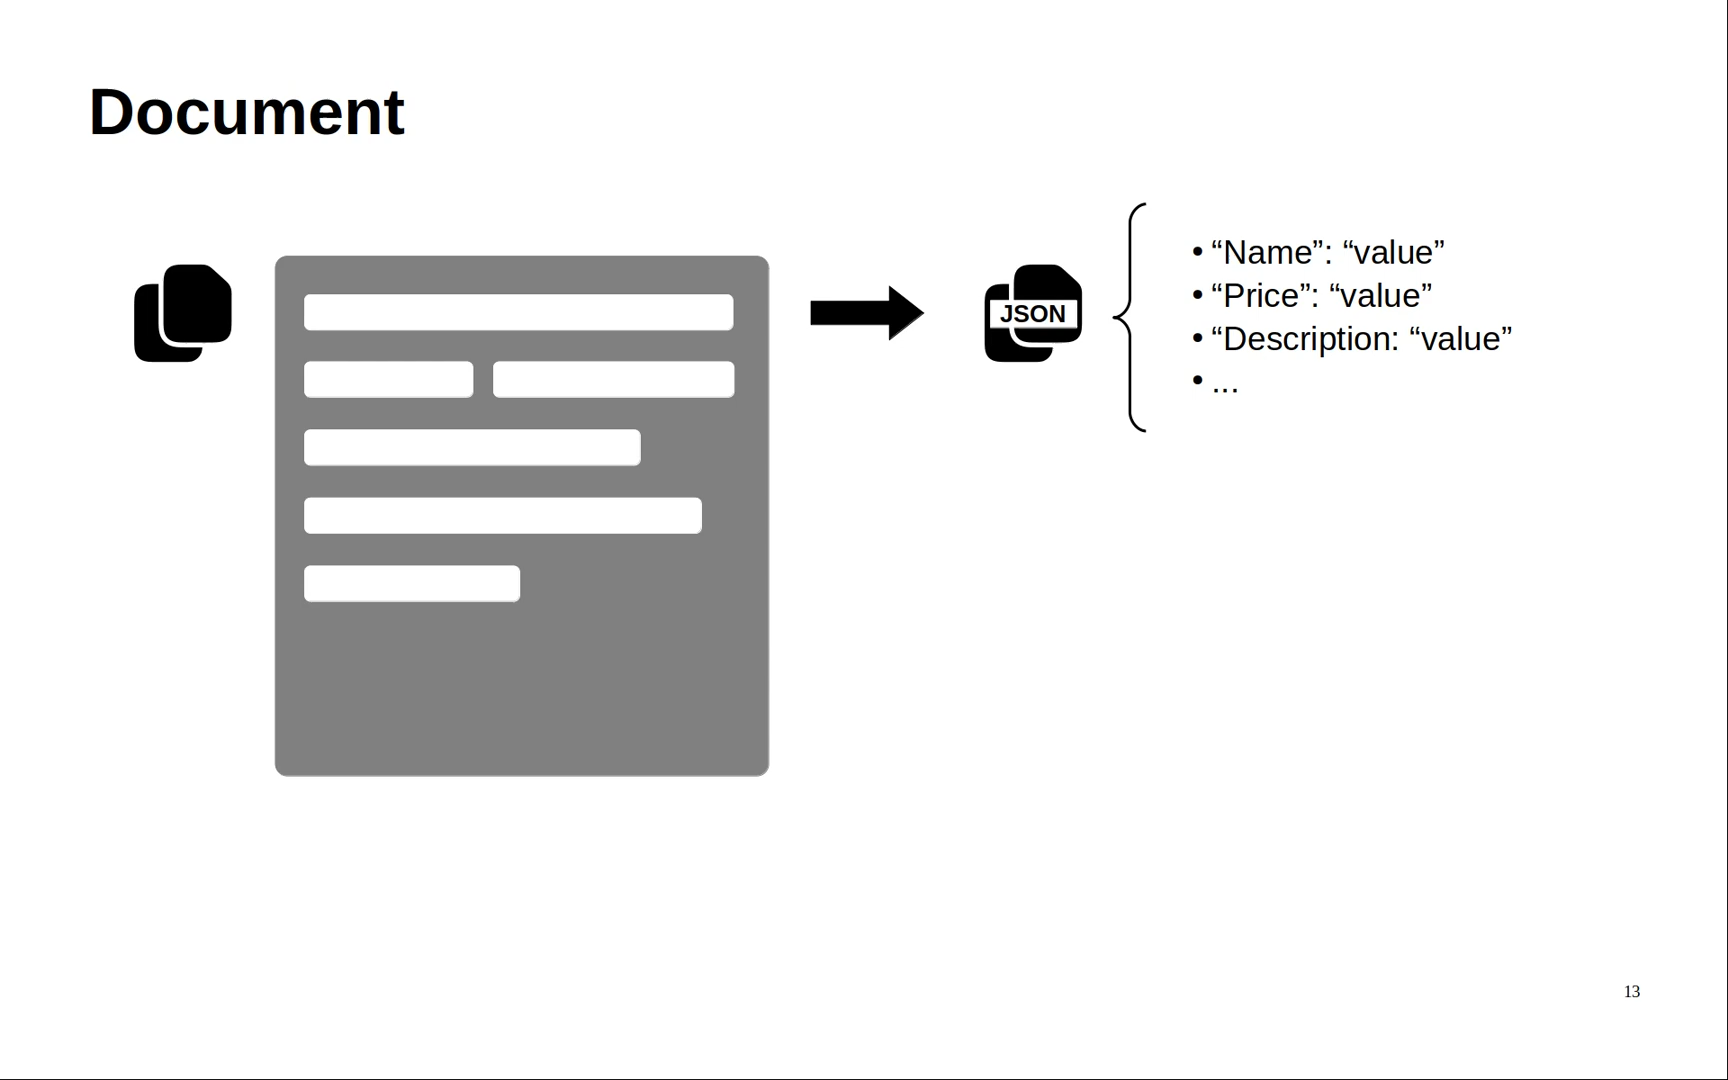 Document
JSON
• “Name”: “value”
• “Price”: “value”
• “Description: “value”
• ...
13